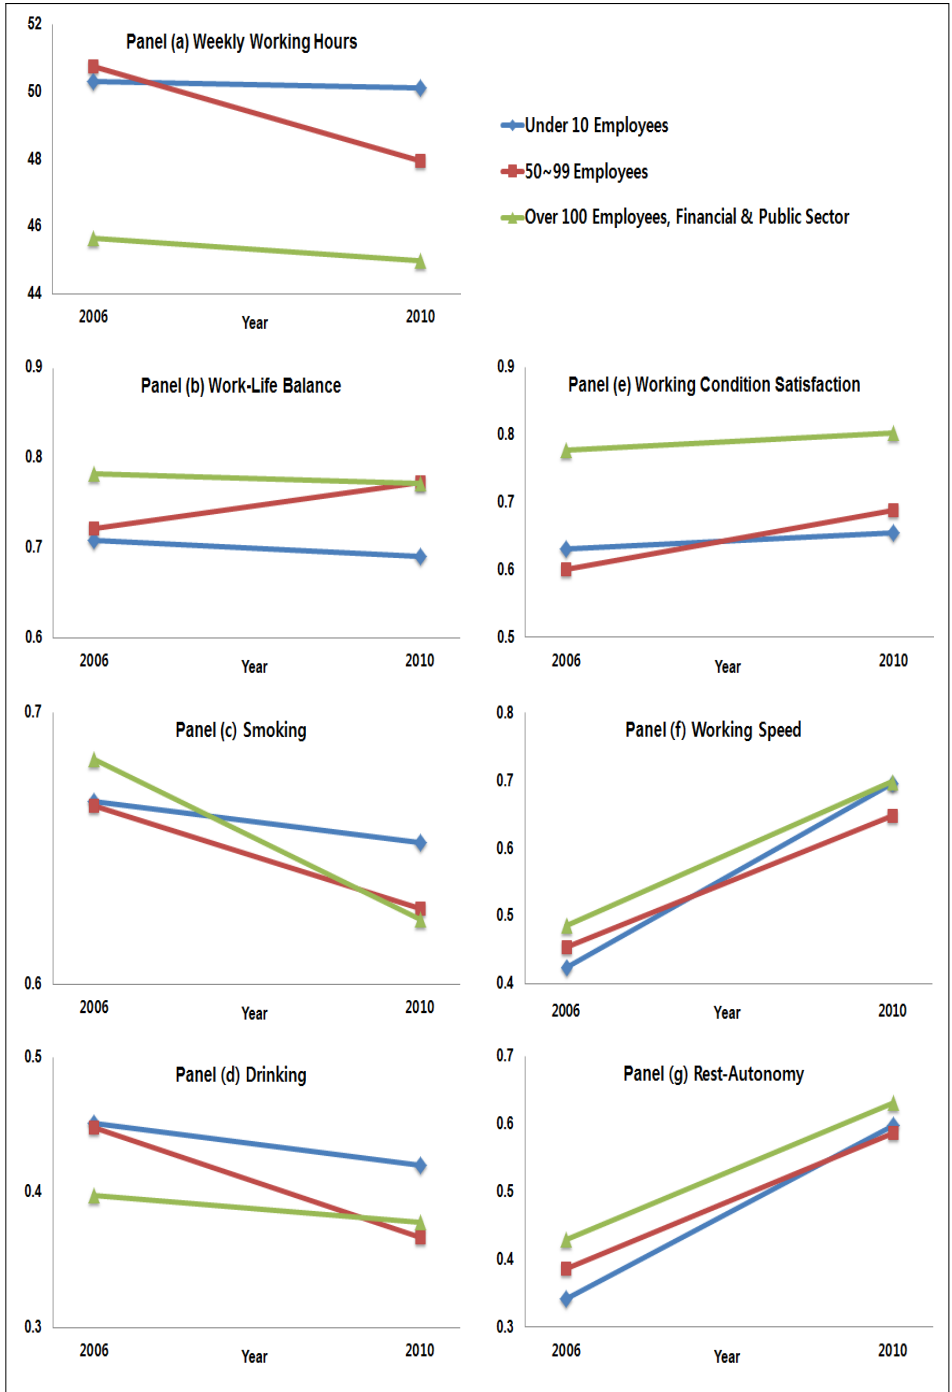 Panel (a) Weekly Working Hours
52
50
48
46
44
2006
Year
2010
Under 10 Employees
50~99 Employees
Over 100 Employees, Financial & Public Sector
Panel (b) Work-Life Balance
0.9
0.8
0.7
0.6
2006
Year
2010
Panel (e) Working Condition Satisfaction
0.9
0.8
0.7
0.6
0.5
2006
Year
2010
Panel (c) Smoking
0.7
0.6
2006
Year
2010
Panel (f) Working Speed
0.8
0.7
0.6
0.5
0.4
2006
Year
2010
Panel (d) Drinking
0.5
0.4
0.3
2006
Year
2010
Panel (g) Rest-Autonomy
0.7
0.6
0.5
0.4
0.3
2006
Year
2010